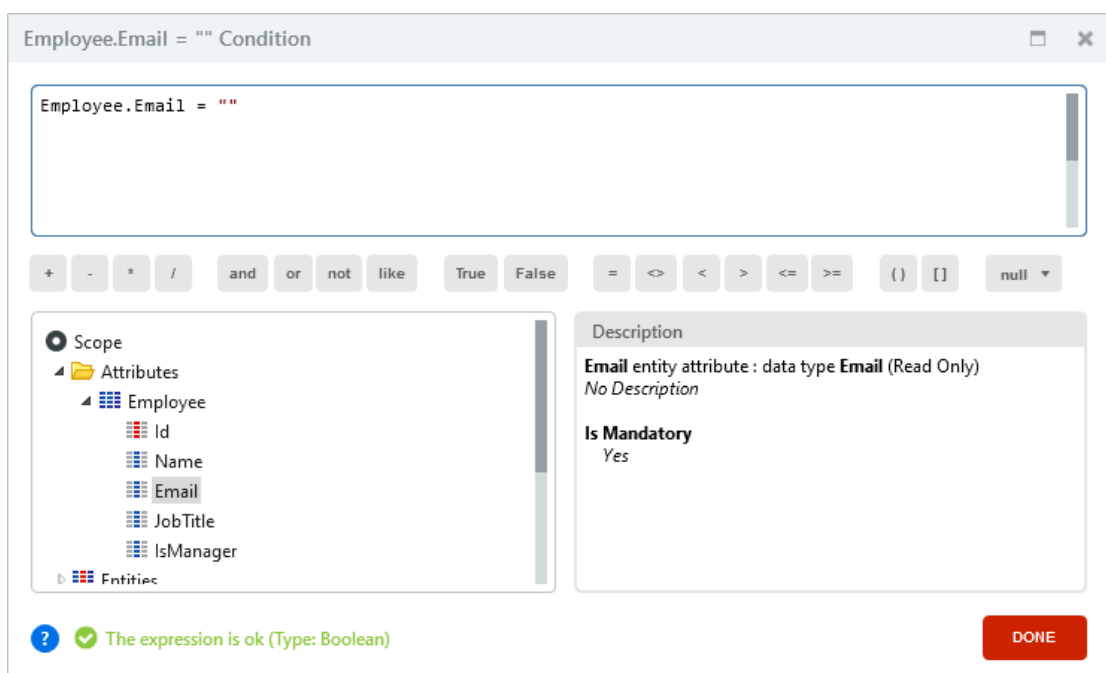 Employee.Email = "" Condition
Employee.Email = ""
+ - * / and or not like True False = <> < > <= >= () [] null
Scope
Attributes
Employee
Id
Name
Email
JobTitle
IsManager
Entities
Description
Email entity attribute : data type Email (Read Only)
No Description
Is Mandatory
Yes
? The expression is ok (Type: Boolean)
DONE